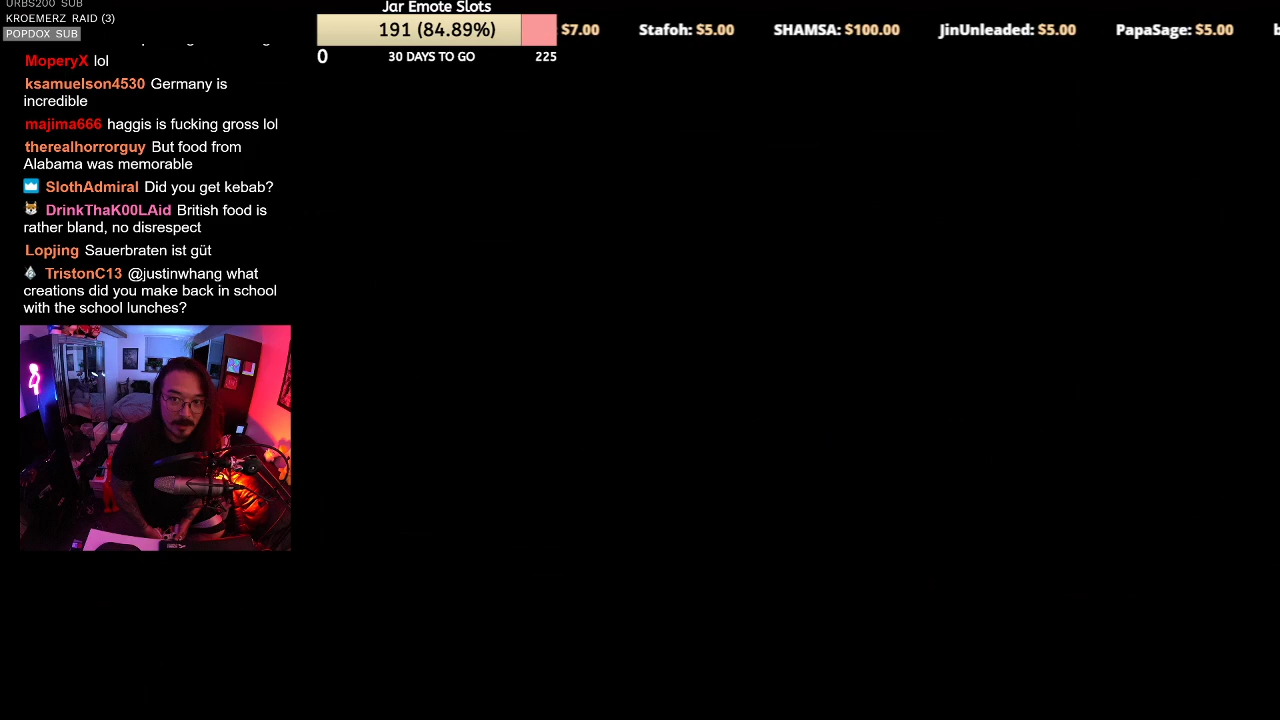 URBS200 SUB
KROEMERZ RAID (3)
POPDOX SUB
MoperyX lol
ksamuelson4530 Germany is
incredible
majima666 haggis is fucking gross lol
therealhorrorguy But food from
Alabama was memorable
SlothAdmiral Did you get kebab?
DrinkThaK00LAid British food is
rather bland, no disrespect
Lopjing Sauerbraten ist güt
TristonC13 @justinwhang what
creations did you make back in school
with the school lunches?
Jar Emote Slots
191 (84.89%)
0 30 DAYS TO GO 225
$7.00 Stafoh: $5.00 SHAMSA: $100.00 JinUnleaded: $5.00 PapaSage: $5.00